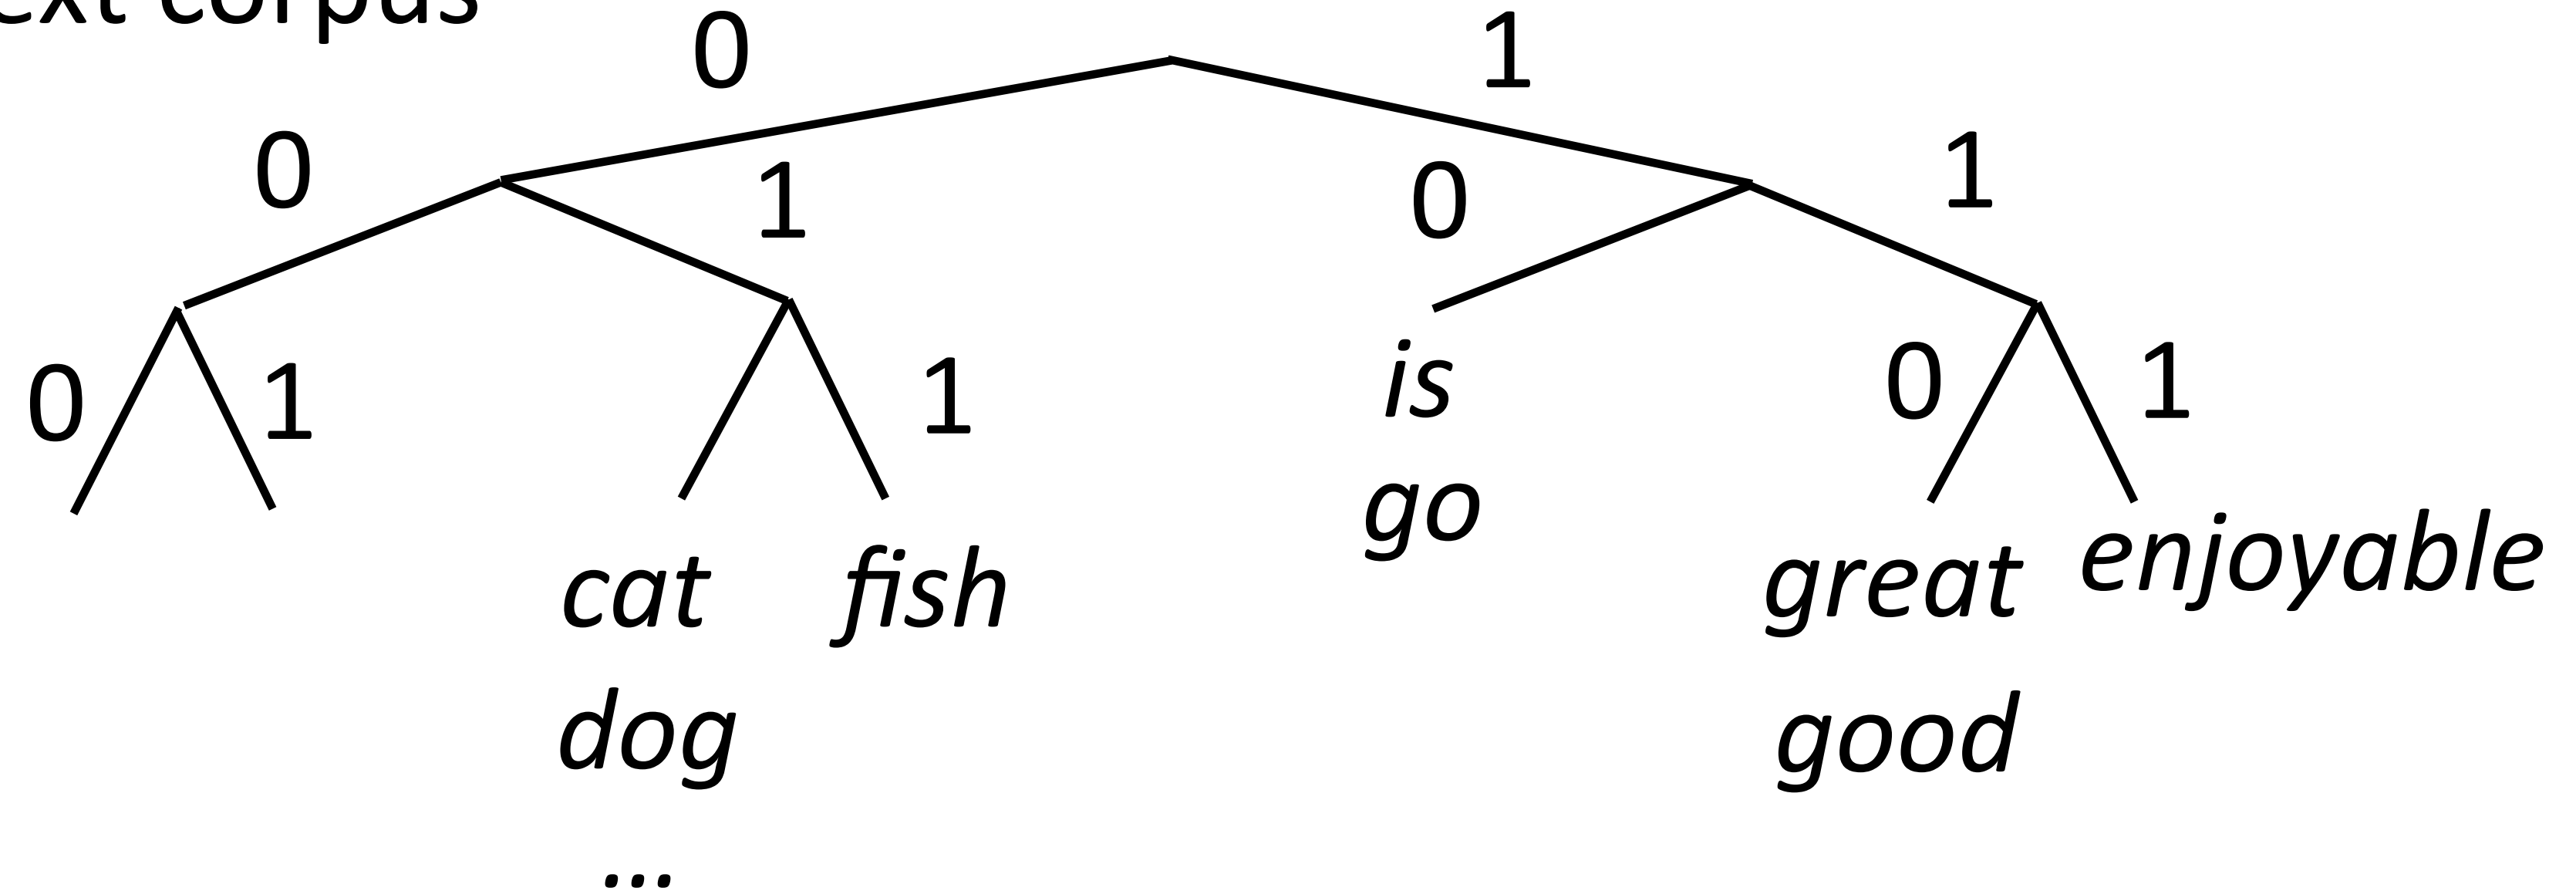 corpus
0 1
0 1 0 1
0 1 1 0 1
is
go
cat fish great enjoyable
dog good
...